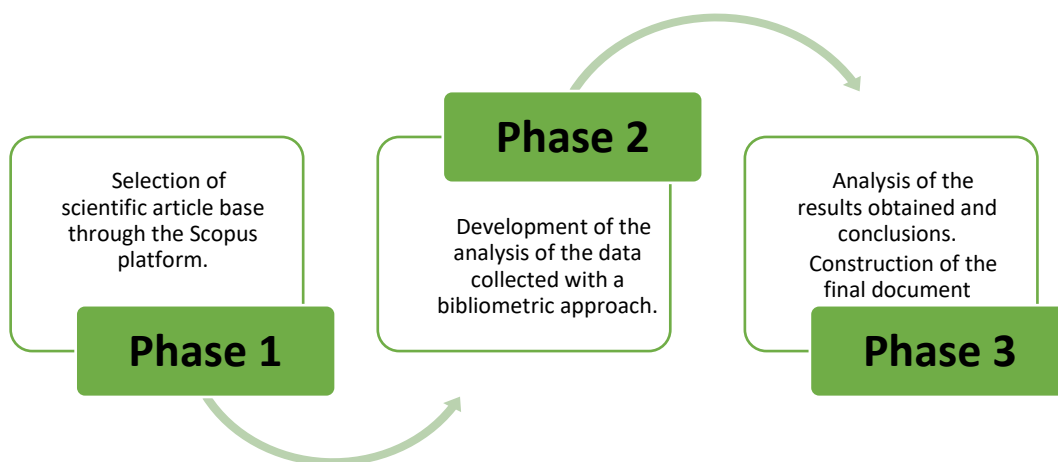 Selection of
scientific article base
through the Scopus
platform.
Phase 1
Phase 2
Development of the
analysis of the data
collected with a
bibliometric approach.
Analysis of the
results obtained and
conclusions.
Construction of the
final document
Phase 3